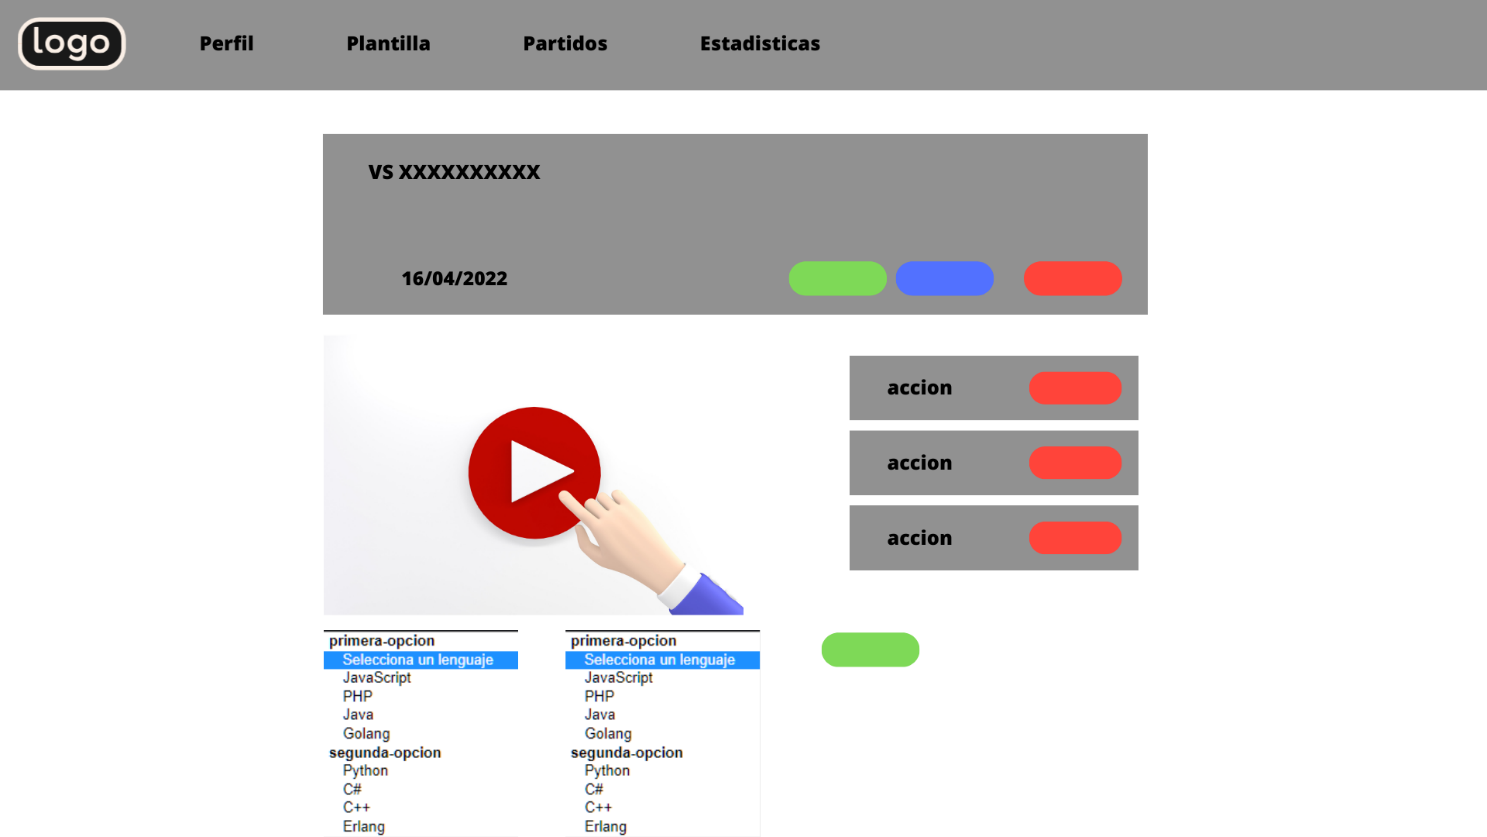 logo
Perfil
Plantilla
Partidos
Estadisticas
VS XXXXXXXXXX
16/04/2022
accion
accion
accion
primera-opcion
Selecciona un lenguaje
JavaScript
PHP
Java
Golang
segunda-opcion
Python
C#
C++
Erlang
primera-opcion
Selecciona un lenguaje
JavaScript
PHP
Java
Golang
segunda-opcion
Python
C#
C++
Erlang